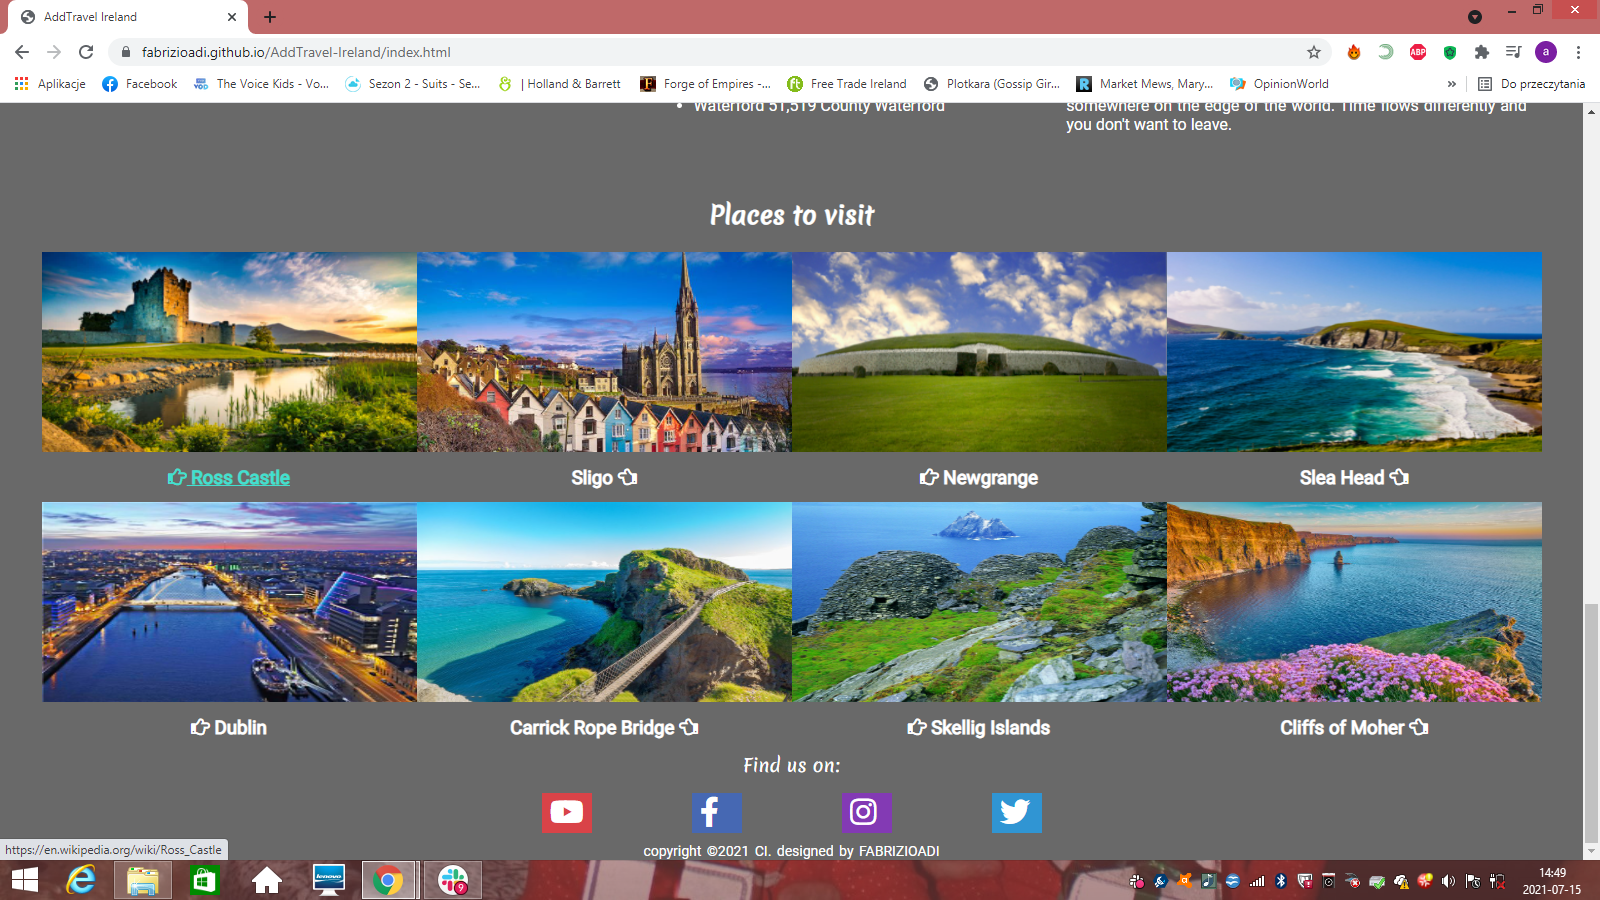 AddTravel Ireland
fabrizioadi.github.io/AddTravel-Ireland/index.html
a
Aplikacje
Facebook
The Voice Kids - Vo...
Sezon 2 - Suits - Se...
| Holland & Barrett
Forge of Empires -...
Free Trade Ireland
Plotkara (Gossip Gir...
Market Mews, Mary...
OpinionWorld
»
Do przeczytania
• Waterford 51,519 County Waterford
somewhere on the edge of the world. Time flows differently and
you don't want to leave.
Places to visit
Ross Castle
Sligo
Newgrange
Slea Head
Dublin
Carrick Rope Bridge
Skellig Islands
Cliffs of Moher
Find us on:
copyright ©2021 CI. designed by FABRIZIOADI
https://en.wikipedia.org/wiki/Ross_Castle
lenovo
9
14:49
2021-07-15